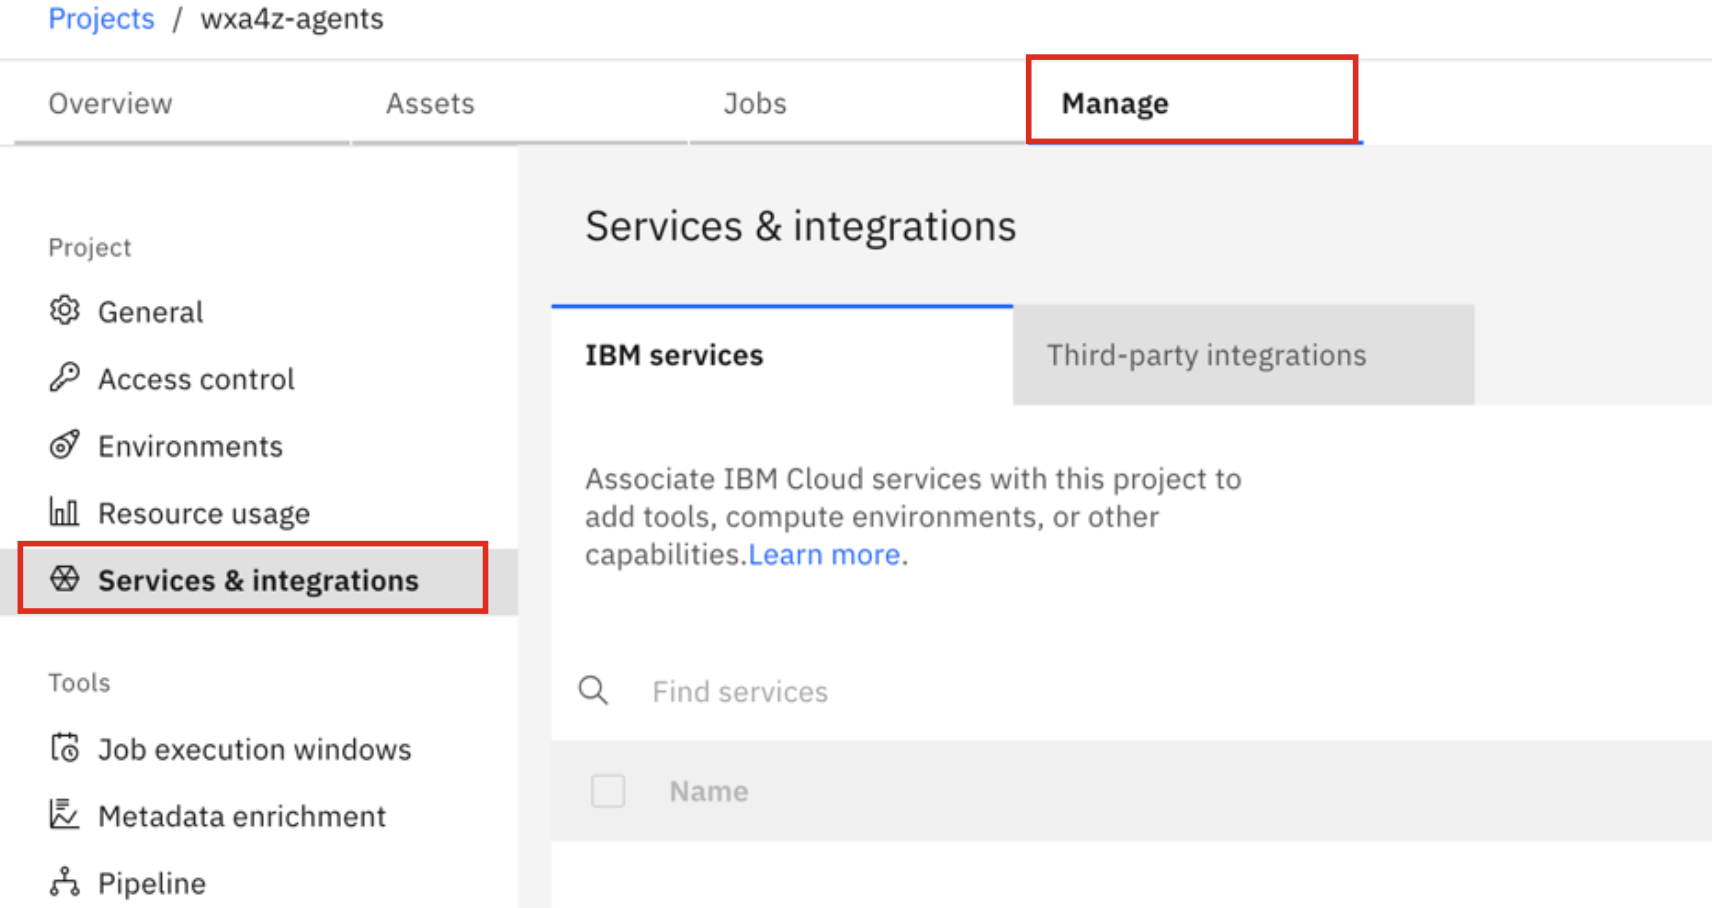 Projects / wxa4z-agents
Overview
Assets
Jobs
Manage
Project
General
Access control
Environments
Resource usage
Services & integrations
Tools
Job execution windows
Metadata enrichment
Pipeline
Services & integrations
IBM services
Third-party integrations
Associate IBM Cloud services with this project to
add tools, compute environments, or other
capabilities.Learn more.
Find services
Name